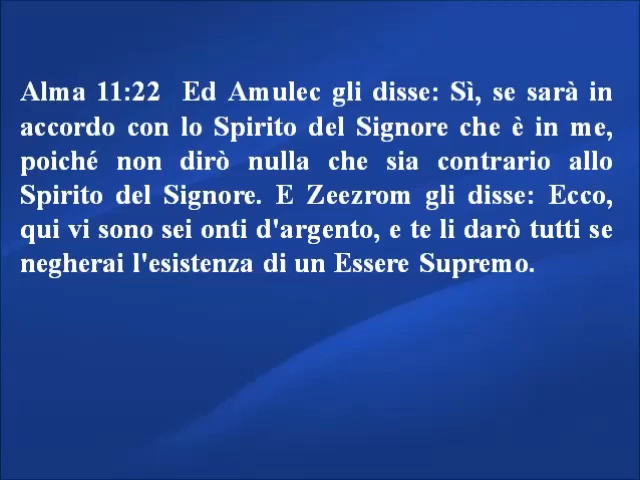 Alma 11:22 Ed Amulec gli disse: Sì, se sarà in
accordo con lo Spirito del Signore che è in me,
poiché non dirò nulla che sia contrario allo
Spirito del Signore. E Zeezrom gli disse: Ecco,
qui vi sono sei onti d'argento, e te li darò tutti se
negherai l'esistenza di un Essere Supremo.